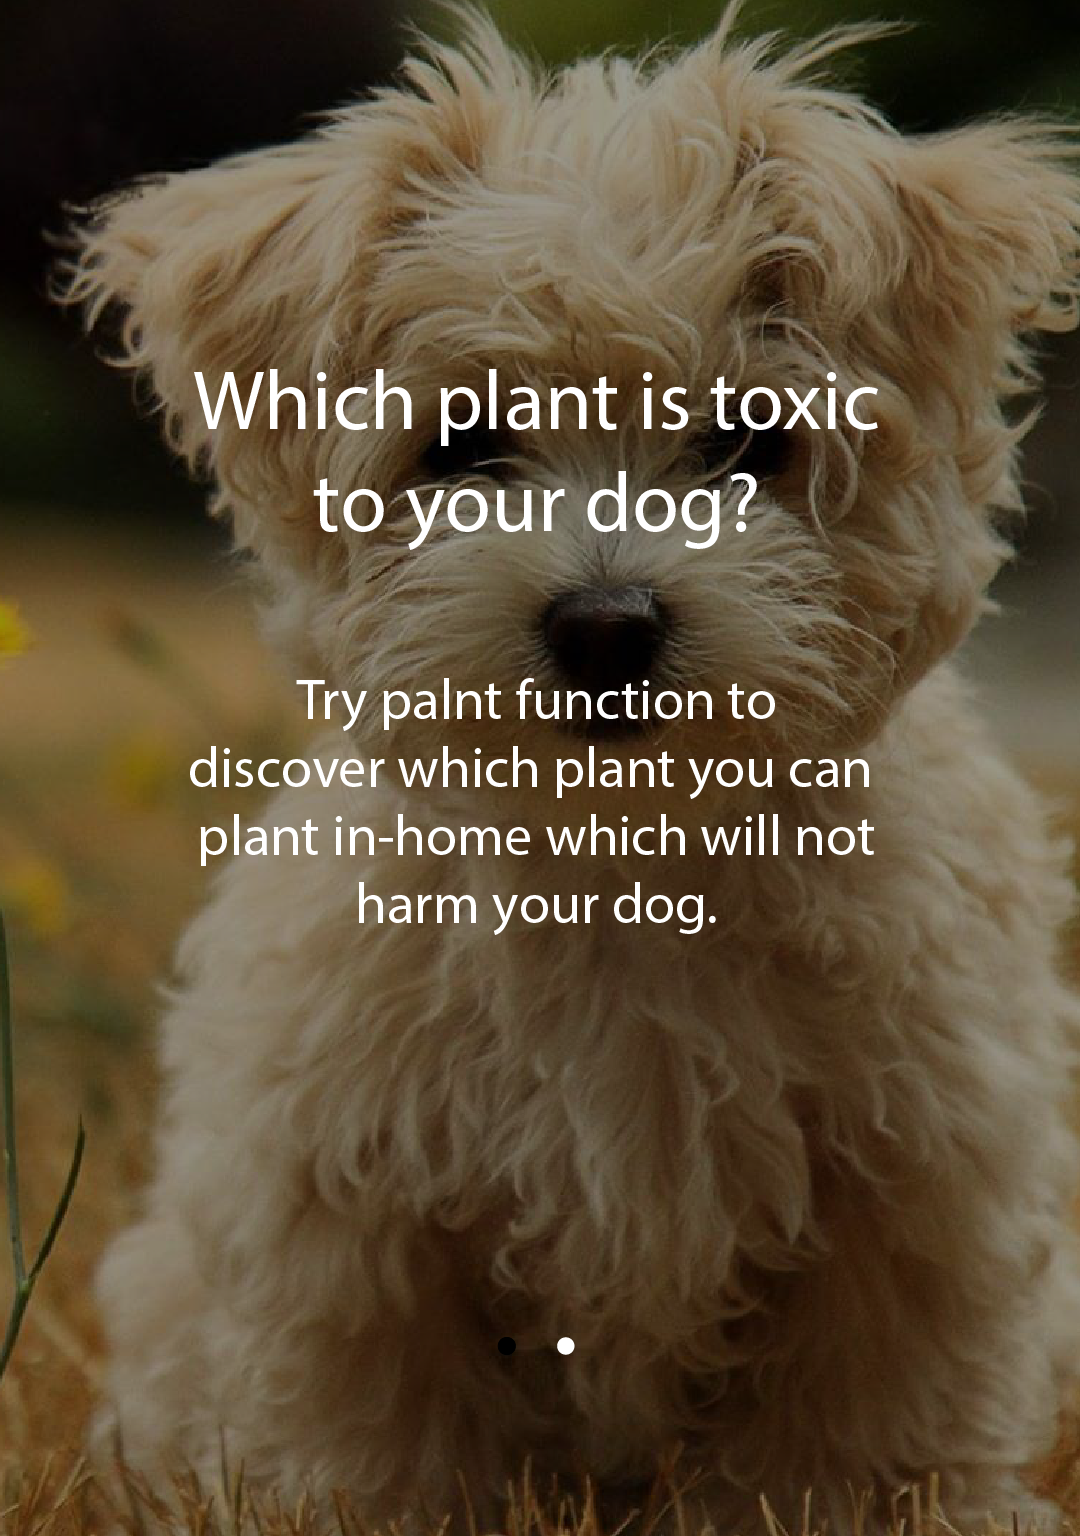 Which plant is toxic
to your dog?
Try palnt function to
discover which plant you can
plant in-home which will not
harm your dog.